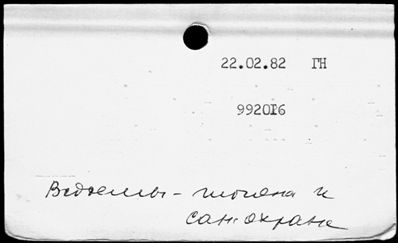 22.02.82 ГН
992016
Водоемы - гигиена и
сан. охрана